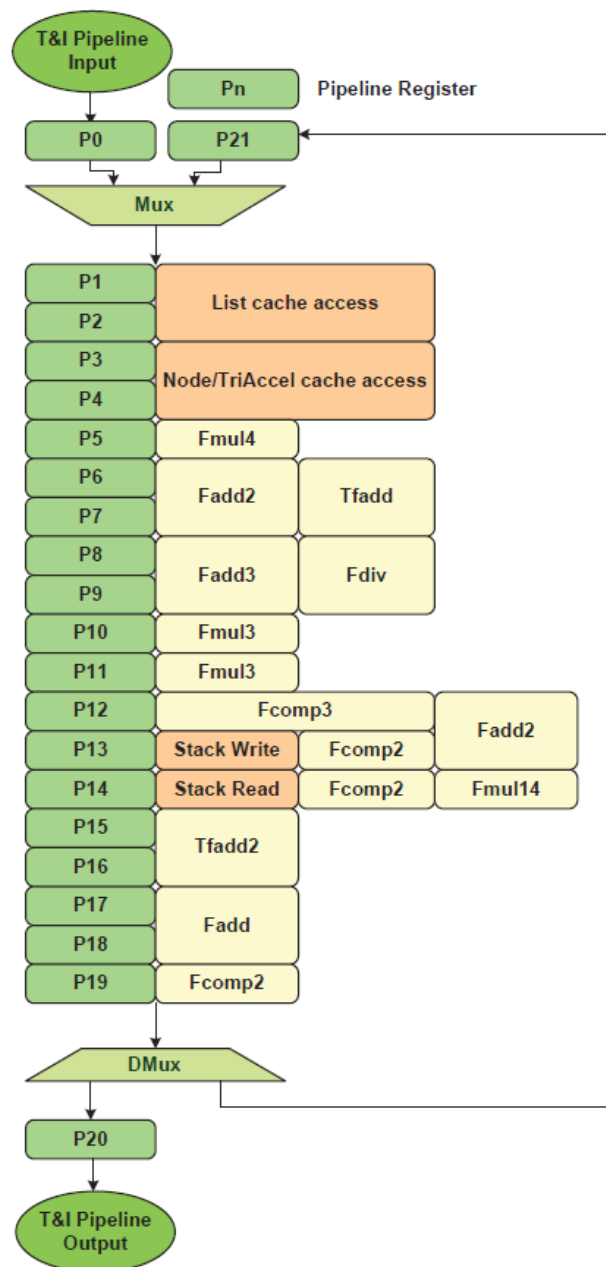 T&I Pipeline
Input
Pn
Pipeline Register
P0
P21
Mux
P1
List cache access
P2
P3
Node/TriAccel cache access
P4
P5
Fmul4
P6
Fadd2
Tfadd
P7
P8
Fadd3
Fdiv
P9
P10
Fmul3
P11
Fmul3
P12
Fcomp3
Fadd2
P13
Stack Write
Fcomp2
P14
Stack Read
Fcomp2
Fmul14
P15
Tfadd2
P16
P17
Fadd
P18
P19
Fcomp2
DMux
P20
T&I Pipeline
Output